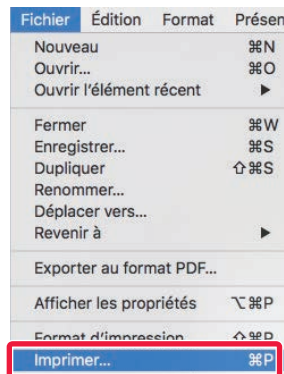 Fichier Édition Format Présen
Nouveau ⌘N
Ouvrir... ⌘O
Ouvrir l'élément récent ▶
Fermer ⌘W
Enregistrer... ⌘S
Dupliquer ⇧⌘S
Renommer...
Déplacer vers...
Revenir à ▶
Exporter au format PDF...
Afficher les propriétés ⌥⌘P
Format d'impression ⇧⌘P
Imprimer... ⌘P